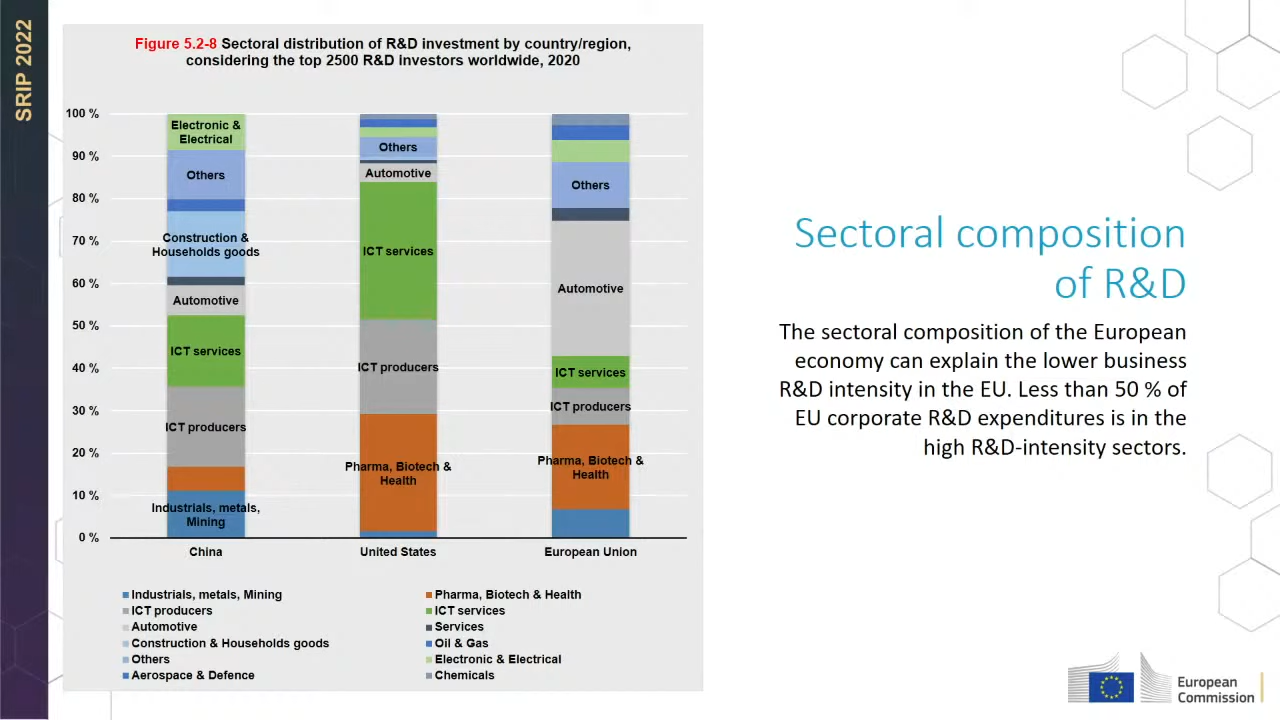 SRIP 2022
Figure 5.2-8 Sectoral distribution of R&D investment by country/region,
considering the top 2500 R&D investors worldwide, 2020
100 %
90 %
80 %
70 %
60 %
50 %
40 %
30 %
20 %
10 %
0 %
Electronic &
Electrical
Others
Construction &
Households goods
Automotive
ICT services
ICT producers
Industrials, metals,
Mining
China
Others
Automotive
ICT services
ICT producers
Pharma, Biotech &
Health
United States
Others
Automotive
ICT services
ICT producers
Pharma, Biotech &
Health
European Union
Industrials, metals, Mining
Pharma, Biotech & Health
ICT producers
ICT services
Automotive
Services
Construction & Households goods
Oil & Gas
Others
Electronic & Electrical
Aerospace & Defence
Chemicals
Sectoral composition
of R&D
The sectoral composition of the European
economy can explain the lower business
R&D intensity in the EU. Less than 50 % of
EU corporate R&D expenditures is in the
high R&D-intensity sectors.
European
Commission